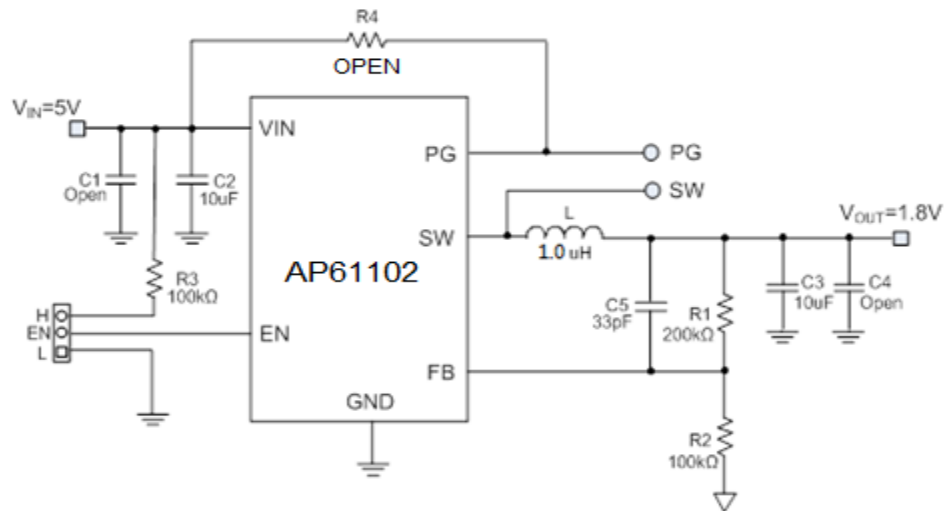 R4
OPEN
VIN=5V
VIN
PG
PG
C1
Open
C2
10uF
SW
L
VOUT=1.8V
SW
1.0 uH
AP61102
R3
100kΩ
C5
33pF
R1
200kΩ
C3
10uF
C4
Open
H
EN
EN
L
FB
GND
R2
100kΩ